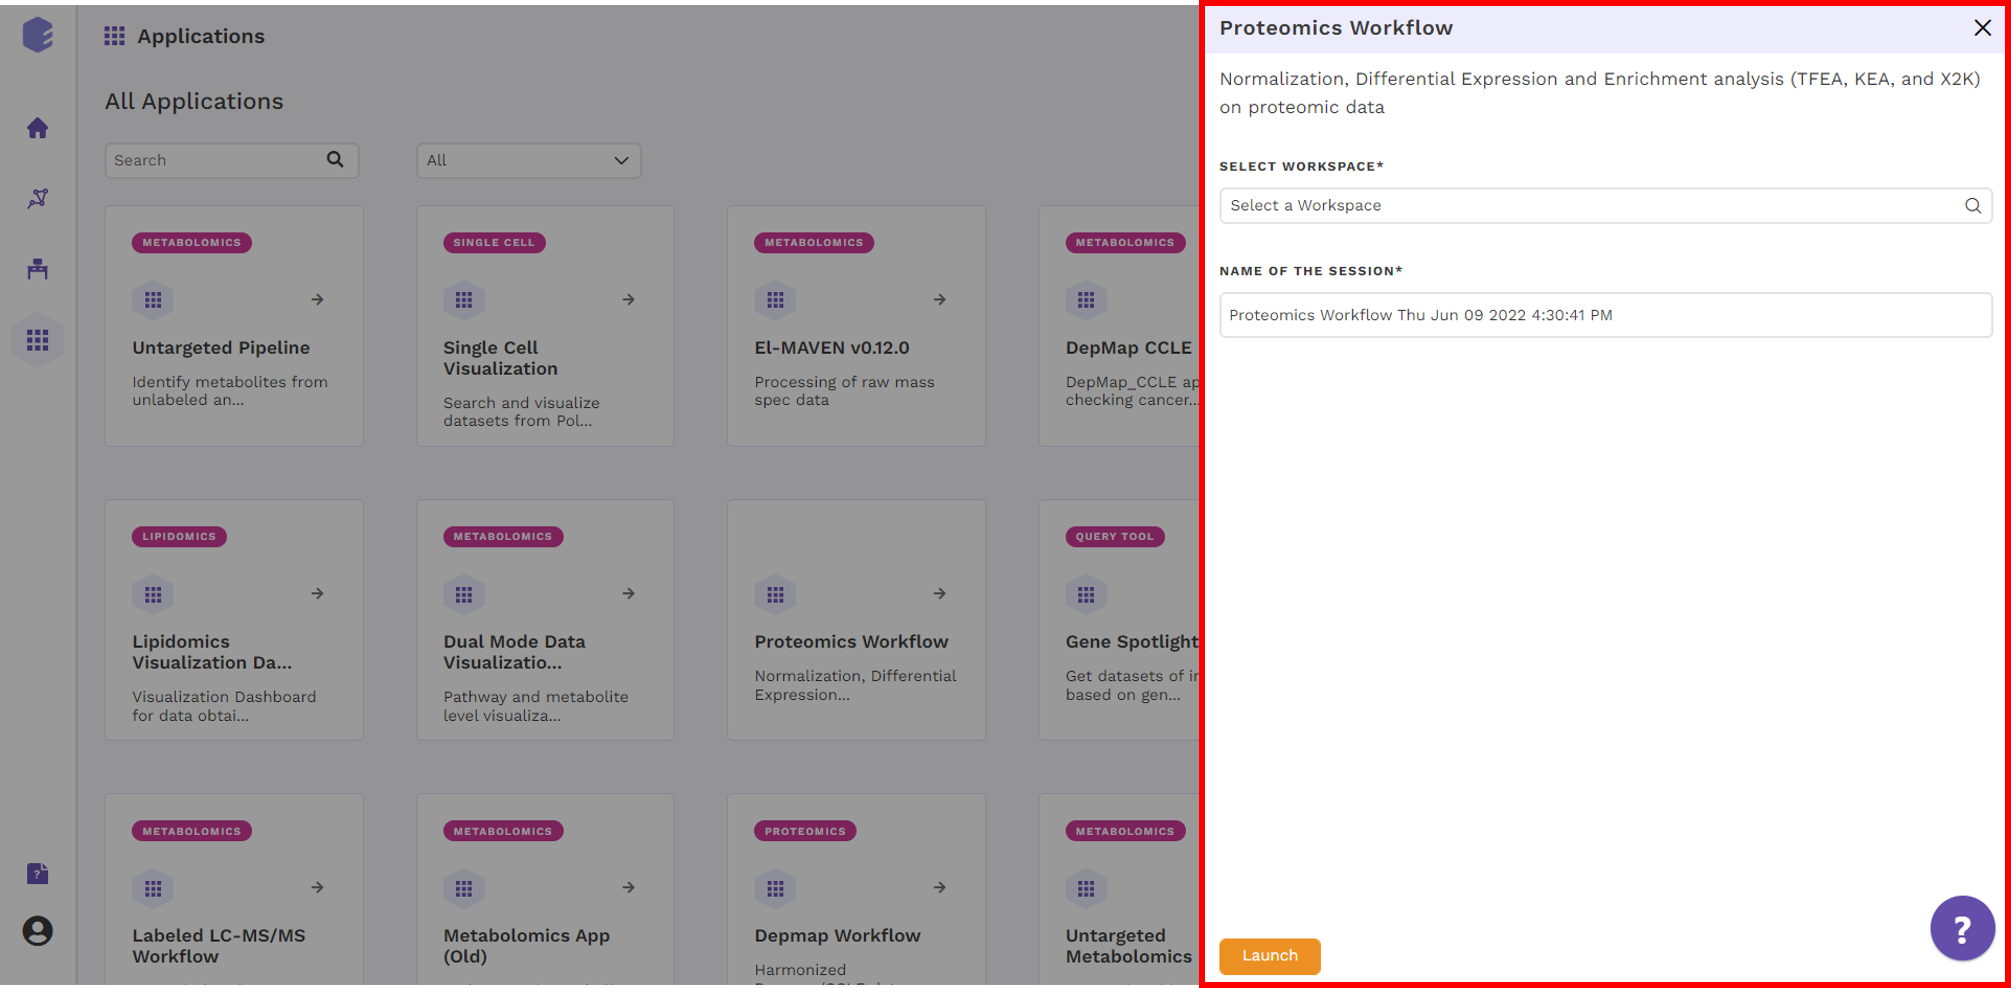 Applications
All Applications
Search
All
METABOLOMICS
Untargeted Pipeline
Identify metabolites from
unlabeled an...
SINGLE CELL
Single Cell
Visualization
Search and visualize
datasets from Pol...
METABOLOMICS
El-MAVEN v0.12.0
Processing of raw mass
spec data
METABOLOMICS
DepMap CCLE
DepMap_CCLE ap
checking cancer...
LIPIDOMICS
Lipidomics
Visualization Da...
Visualization Dashboard
for data obtai...
METABOLOMICS
Dual Mode Data
Visualizatio...
Pathway and metabolite
level visualiza...
Proteomics Workflow
Normalization, Differential
Expression...
QUERY TOOL
Gene Spotlight
Get datasets of
based on gen...
METABOLOMICS
Labeled LC-MS/MS
Workflow
METABOLOMICS
Metabolomics App
(Old)
PROTEOMICS
Depmap Workflow
Harmonized
METABOLOMICS
Untargeted
Metabolomics
Proteomics Workflow
Normalization, Differential Expression and Enrichment analysis (TFEA, KEA, and X2K)
on proteomic data
SELECT WORKSPACE*
Select a Workspace
NAME OF THE SESSION*
Proteomics Workflow Thu Jun 09 2022 4:30:41 PM
Launch
?
?